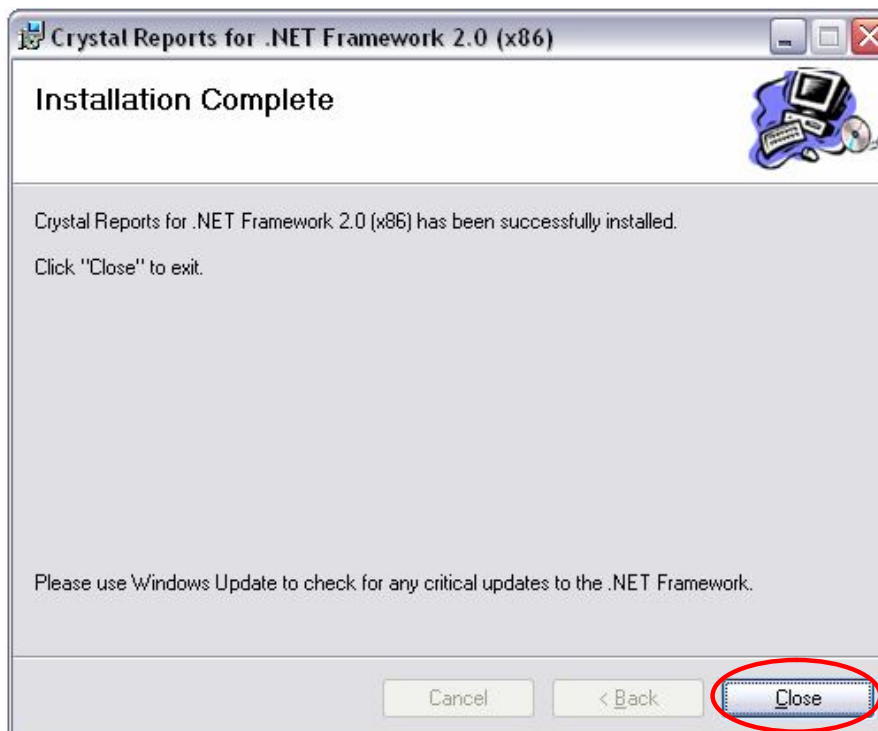 Crystal Reports for .NET Framework 2.0 (x86)
Installation Complete
Crystal Reports for .NET Framework 2.0 (x86) has been successfully installed.
Click "Close" to exit.
Please use Windows Update to check for any critical updates to the .NET Framework.
Cancel < Back Close